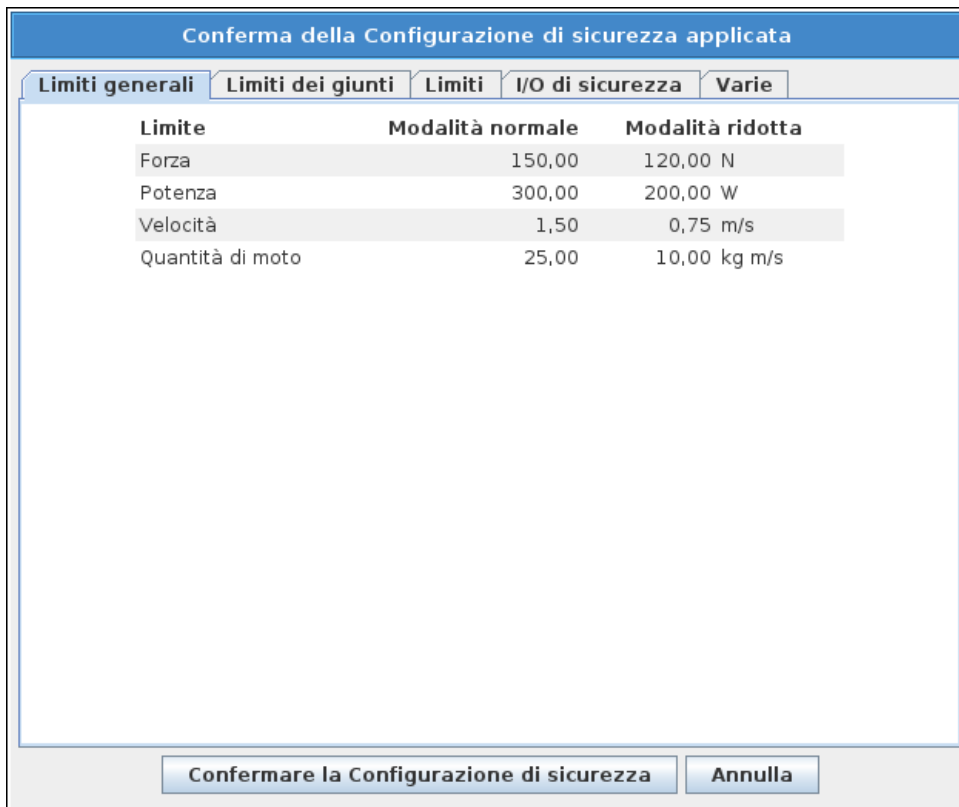 Conferma della Configurazione di sicurezza applicata
Limiti generali Limiti dei giunti Limiti I/O di sicurezza Varie
Limite Modalità normale Modalità ridotta
Forza 150,00 120,00 N
Potenza 300,00 200,00 W
Velocità 1,50 0,75 m/s
Quantità di moto 25,00 10,00 kg m/s
Confermare la Configurazione di sicurezza Annulla